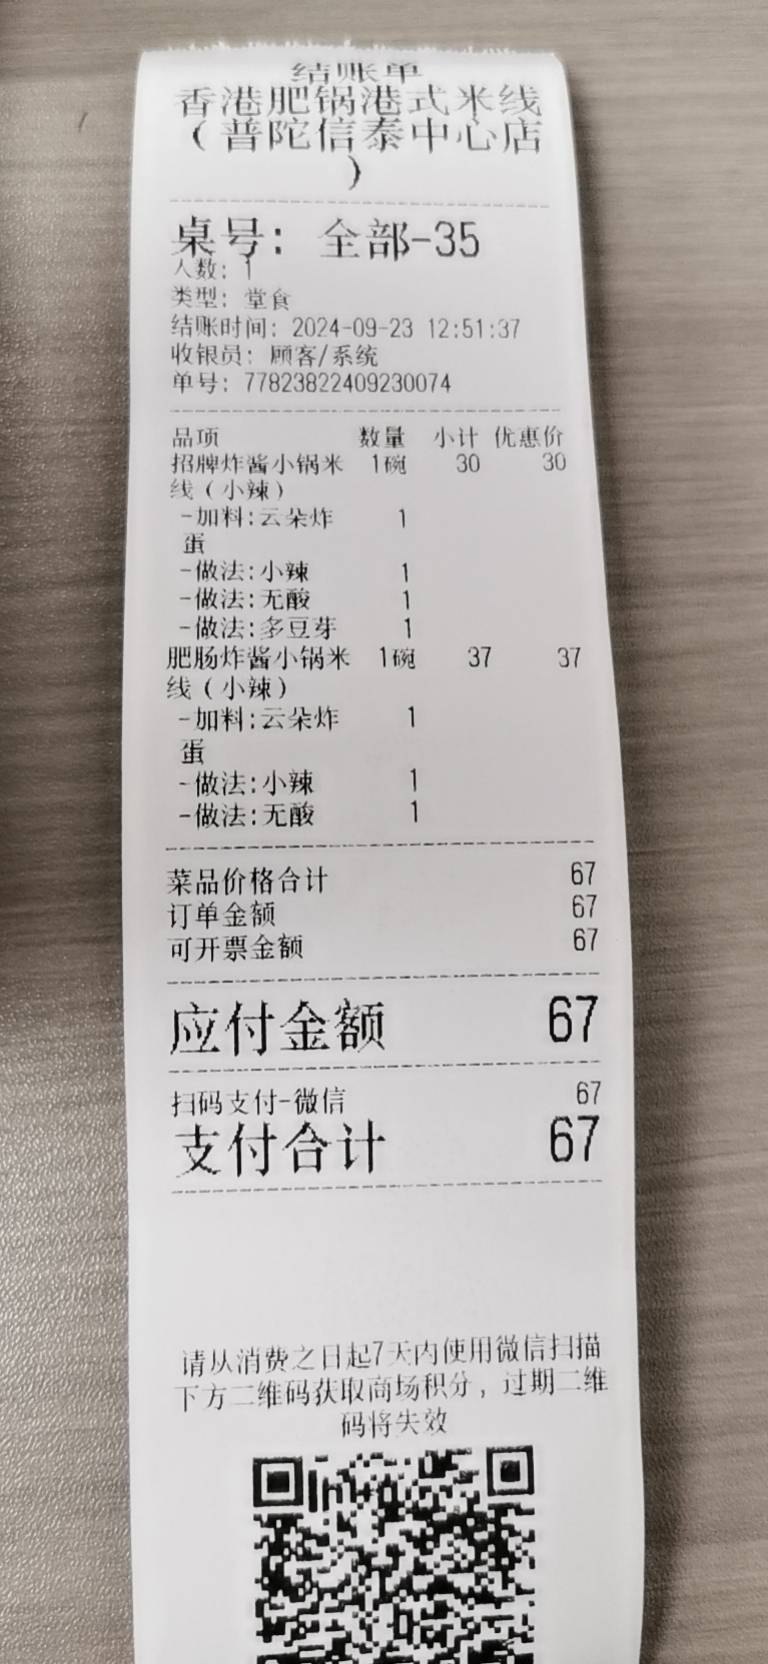 结账单
香港肥锅港式米线
（普陀信泰中心店
）
桌号：全部-35
人数：1
类型：堂食
结账时间：2024-09-23 12:51:37
收银员：顾客/系统
单号：77823822409230074
品项 数量 小计 优惠价
招牌炸酱小锅米 1碗 30 30
线（小辣）
-加料:云朵炸 1
蛋
-做法:小辣 1
-做法:无酸 1
-做法:多豆芽 1
肥肠炸酱小锅米 1碗 37 37
线（小辣）
-加料:云朵炸 1
蛋
-做法:小辣 1
-做法:无酸 1
菜品价格合计 67
订单金额 67
可开票金额 67
应付金额 67
扫码支付-微信 67
支付合计 67
请从消费之日起7天内使用微信扫描
下方二维码获取商场积分，过期二维
码将失效